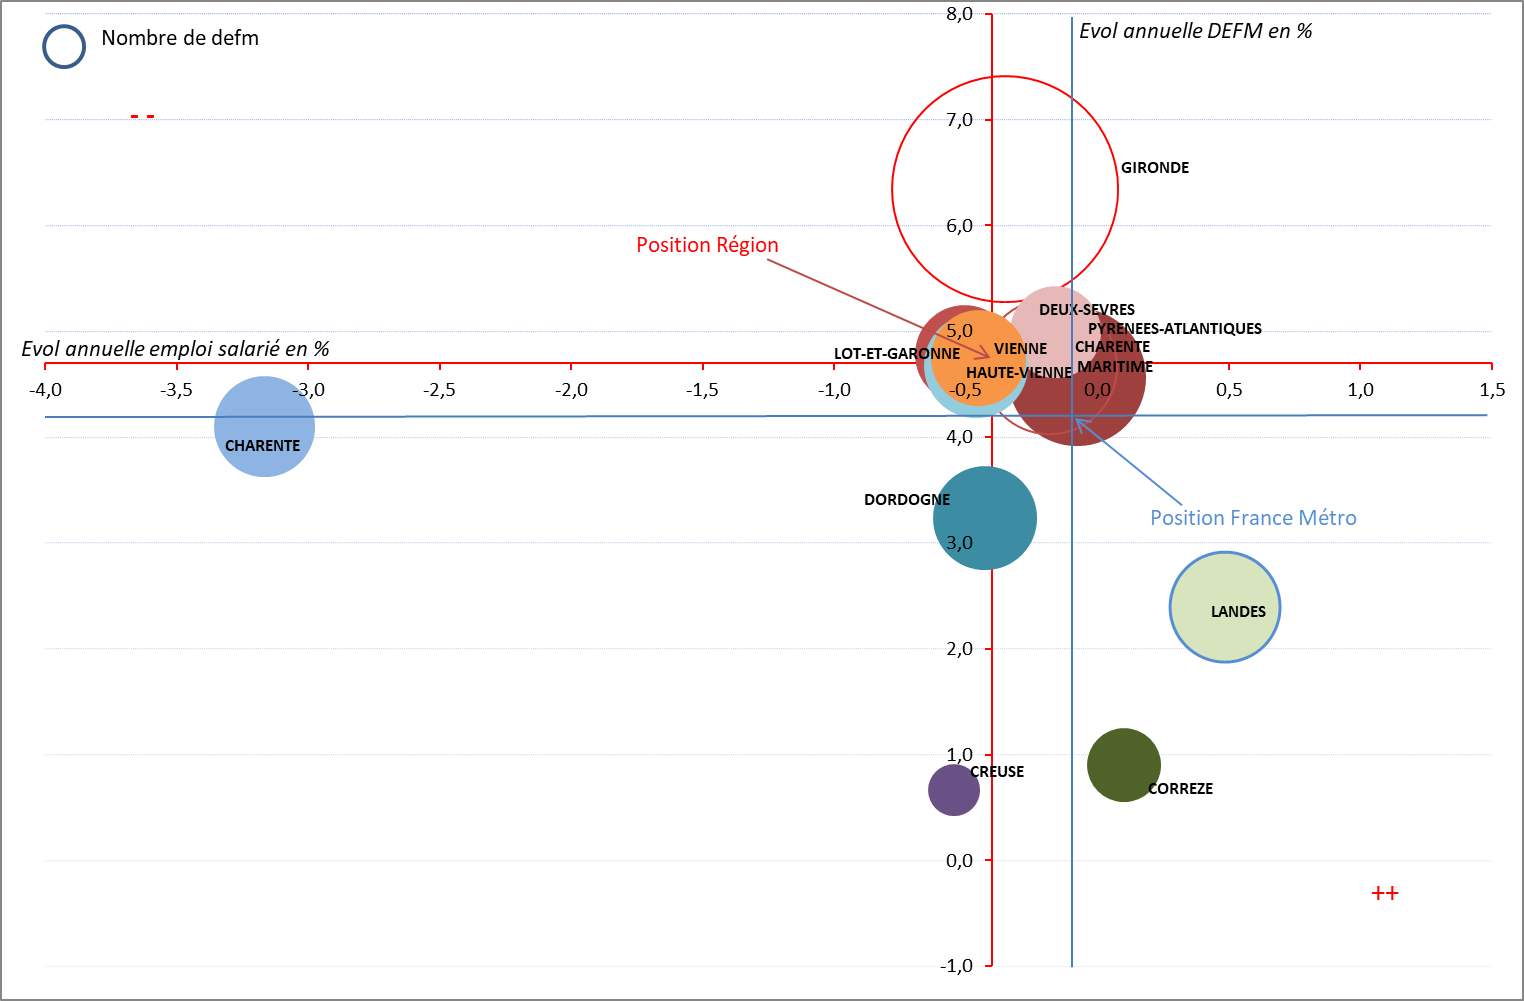 8,0
Evol annuelle DEFM en %
Nombre de defm
- -
7,0
GIRONDE
6,0
Position Région
DEUX-SEVRES
5,0
PYRENEES-ATLANTIQUES
Evol annuelle emploi salarié en %
LOT-ET-GARONNE
VIENNE
CHARENTE
MARITIME
HAUTE-VIENNE
-4,0 -3,5 -3,0 -2,5 -2,0 -1,5 -1,0 -0,5 0,0 0,5 1,0 1,5
4,0
CHARENTE
DORDOGNE
Position France Métro
3,0
LANDES
2,0
1,0
CREUSE
CORREZE
0,0
++
-1,0